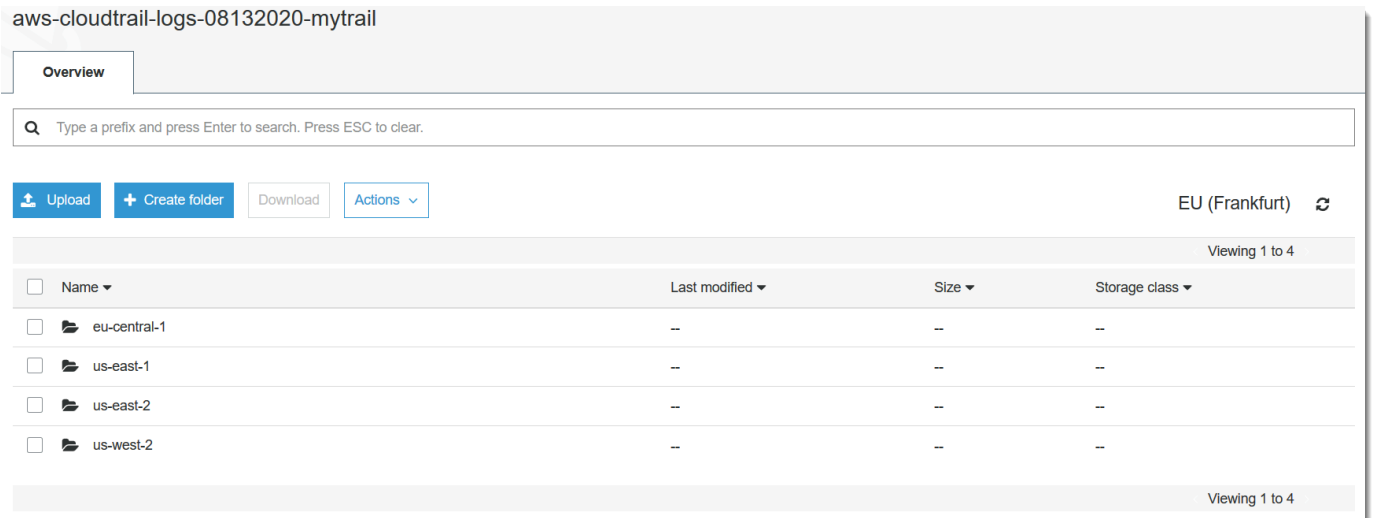 aws-cloudtrail-logs-08132020-mytrail
Overview
Type a prefix and press Enter to search. Press ESC to clear.
Upload Create folder Download Actions EU (Frankfurt)
Viewing 1 to 4
Name Last modified Size Storage class
eu-central-1 -- -- --
us-east-1 -- -- --
us-east-2 -- -- --
us-west-2 -- -- --
Viewing 1 to 4